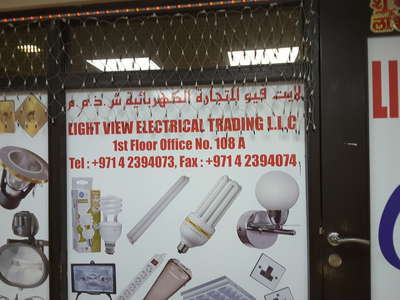 لايت فيو للتجارة الكهربائية ش.ذ.م.م
LIGHT VIEW ELECTRICAL TRADING L.L.C
1st Floor Office No. 108 A
Tel : +971 4 2394073, Fax : +971 4 2394074
LI